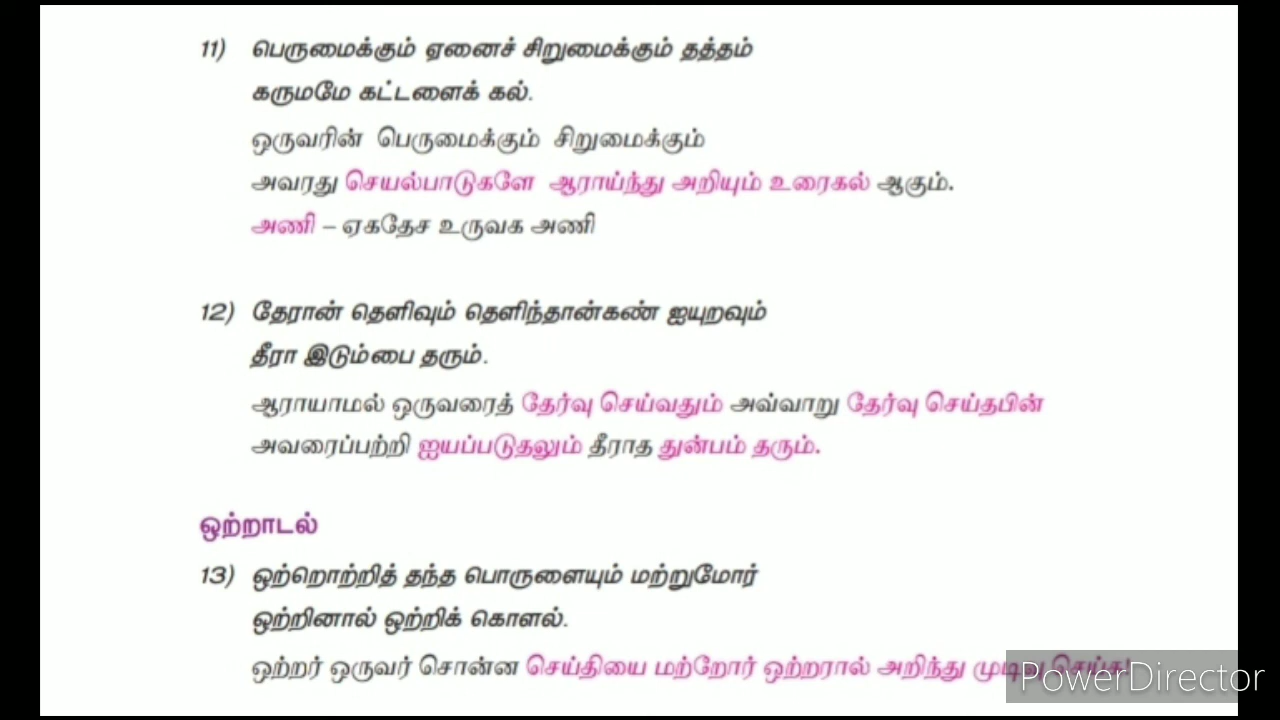 11) பெருமைக்கும் ஏனைச் சிறுமைக்கும் தத்தம்
கருமமே கட்டளைக் கல்.
ஒருவரின் பெருமைக்கும் சிறுமைக்கும்
அவரது செயல்பாடுகளே ஆராய்ந்து அறியும் உரைகல் ஆகும்.
அணி – ஏகதேச உருவக அணி
12) தேரான் தெளிவும் தெளிந்தான்கண் ஐயுறவும்
தீரா இடும்பை தரும்.
ஆராயாமல் ஒருவரைத் தேர்வு செய்வதும் அவ்வாறு தேர்வு செய்தபின்
அவரைப்பற்றி ஐயப்படுதலும் தீராத துன்பம் தரும்.
ஒற்றாடல்
13) ஒற்றொற்றித் தந்த பொருளையும் மற்றுமோர்
ஒற்றினால் ஒற்றிக் கொளல்.
ஒற்றர் ஒருவர் சொன்ன செய்தியை மற்றோர் ஒற்றரால் அறிந்து
PowerDirector